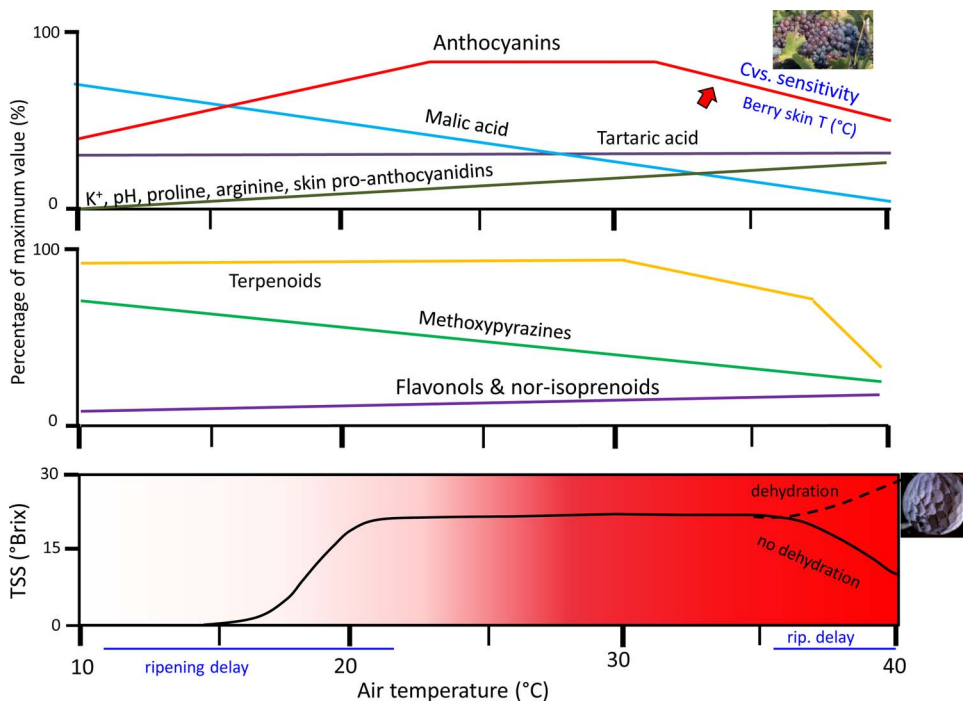 100
Anthocyanins
Cvs. sensitivity
Berry skin T (°C)
Malic acid
Tartaric acid
K+, pH, proline, arginine, skin pro-anthocyanidins
0
Percentage of maximum value (%)
100
Terpenoids
Methoxypyrazines
Flavonols & nor-isoprenoids
0
30
dehydration
15
no dehydration
TSS (°Brix)
0
ripening delay
rip. delay
10
20
30
40
Air temperature (°C)